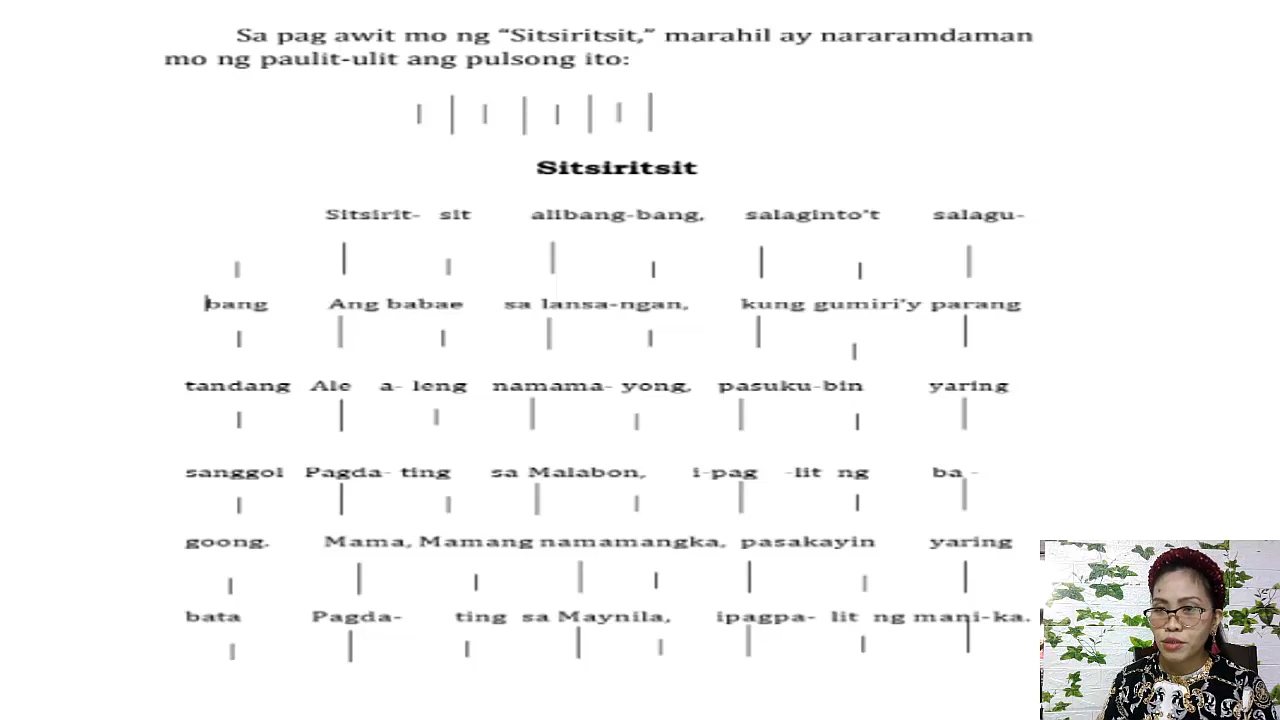 Sa pag awit mo ng “Sitsiritsit,” marahil ay nararamdaman
mo ng paulit-ulit ang pulsong ito:
Sitsiritsit
Sitsirit- sit alibang-bang, salaginto't salagu-
bang Ang babae sa lansa-ngan, kung gumiri'y parang
tandang Ale a- leng namama- yong, pasuku-bin yaring
sanggol Pagda- ting sa Malabon, i-pag -lit ng ba -
goong. Mama, Mamang namamangka, pasakayin yaring
bata Pagda- ting sa Maynila, ipagpa- lit ng mani-ka.